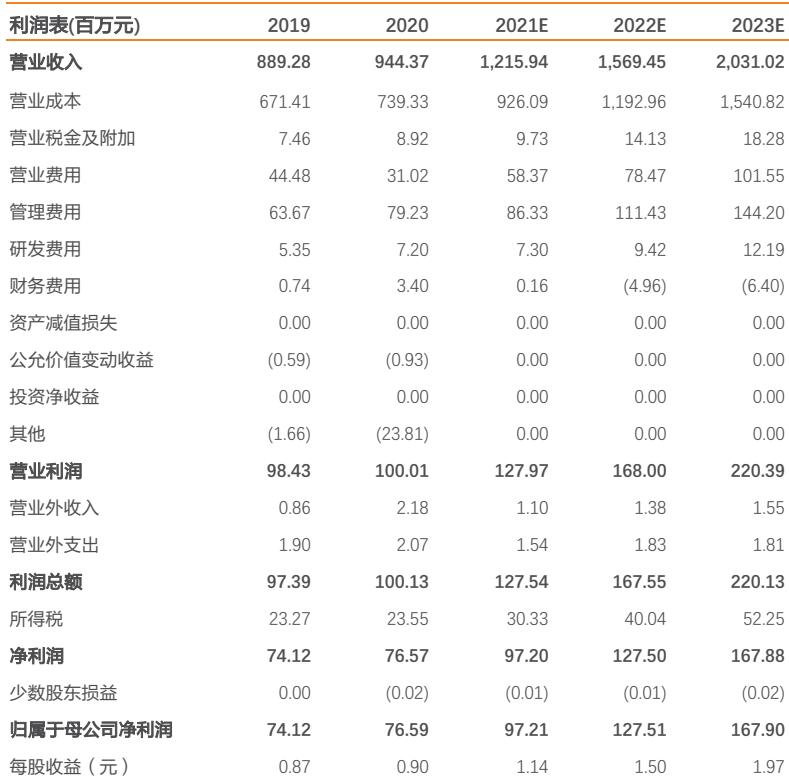 利润表(百万元) 2019 2020 2021E 2022E 2023E
营业收入 889.28 944.37 1,215.94 1,569.45 2,031.02
营业成本 671.41 739.33 926.09 1,192.96 1,540.82
营业税金及附加 7.46 8.92 9.73 14.13 18.28
营业费用 44.48 31.02 58.37 78.47 101.55
管理费用 63.67 79.23 86.33 111.43 144.20
研发费用 5.35 7.20 7.30 9.42 12.19
财务费用 0.74 3.40 0.16 (4.96) (6.40)
资产减值损失 0.00 0.00 0.00 0.00 0.00
公允价值变动收益 (0.59) (0.93) 0.00 0.00 0.00
投资净收益 0.00 0.00 0.00 0.00 0.00
其他 (1.66) (23.81) 0.00 0.00 0.00
营业利润 98.43 100.01 127.97 168.00 220.39
营业外收入 0.86 2.18 1.10 1.38 1.55
营业外支出 1.90 2.07 1.54 1.83 1.81
利润总额 97.39 100.13 127.54 167.55 220.13
所得税 23.27 23.55 30.33 40.04 52.25
净利润 74.12 76.57 97.20 127.50 167.88
少数股东损益 0.00 (0.02) (0.01) (0.01) (0.02)
归属于母公司净利润 74.12 76.59 97.21 127.51 167.90
每股收益（元） 0.87 0.90 1.14 1.50 1.97